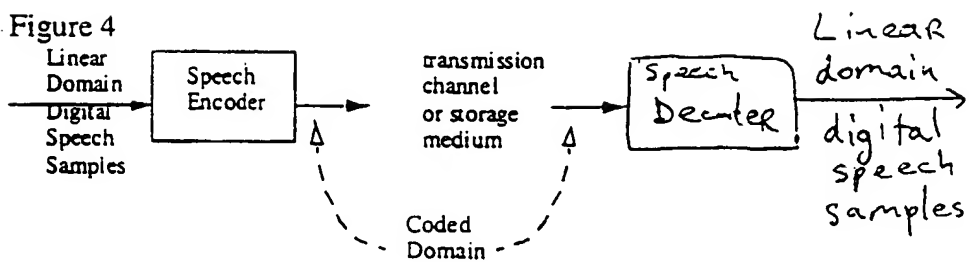 Figure 4
Linear
Domain
Digital
Speech
Samples
Speech
Encoder
transmission
channel
or storage
medium
Speech
Decoder
Linear
domain
digital
speech
samples
Coded
Domain